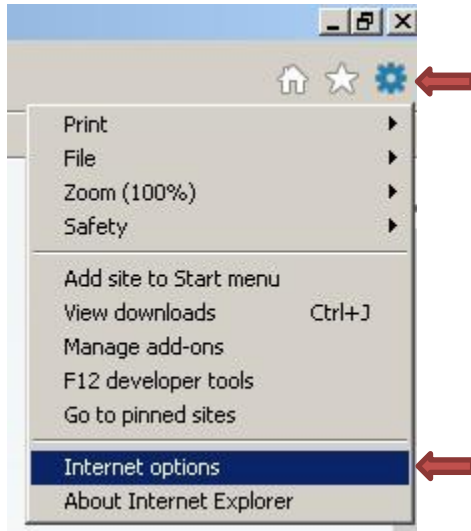 Print
File
Zoom (100%)
Safety
Add site to Start menu
View downloads Ctrl+J
Manage add-ons
F12 developer tools
Go to pinned sites
Internet options
About Internet Explorer